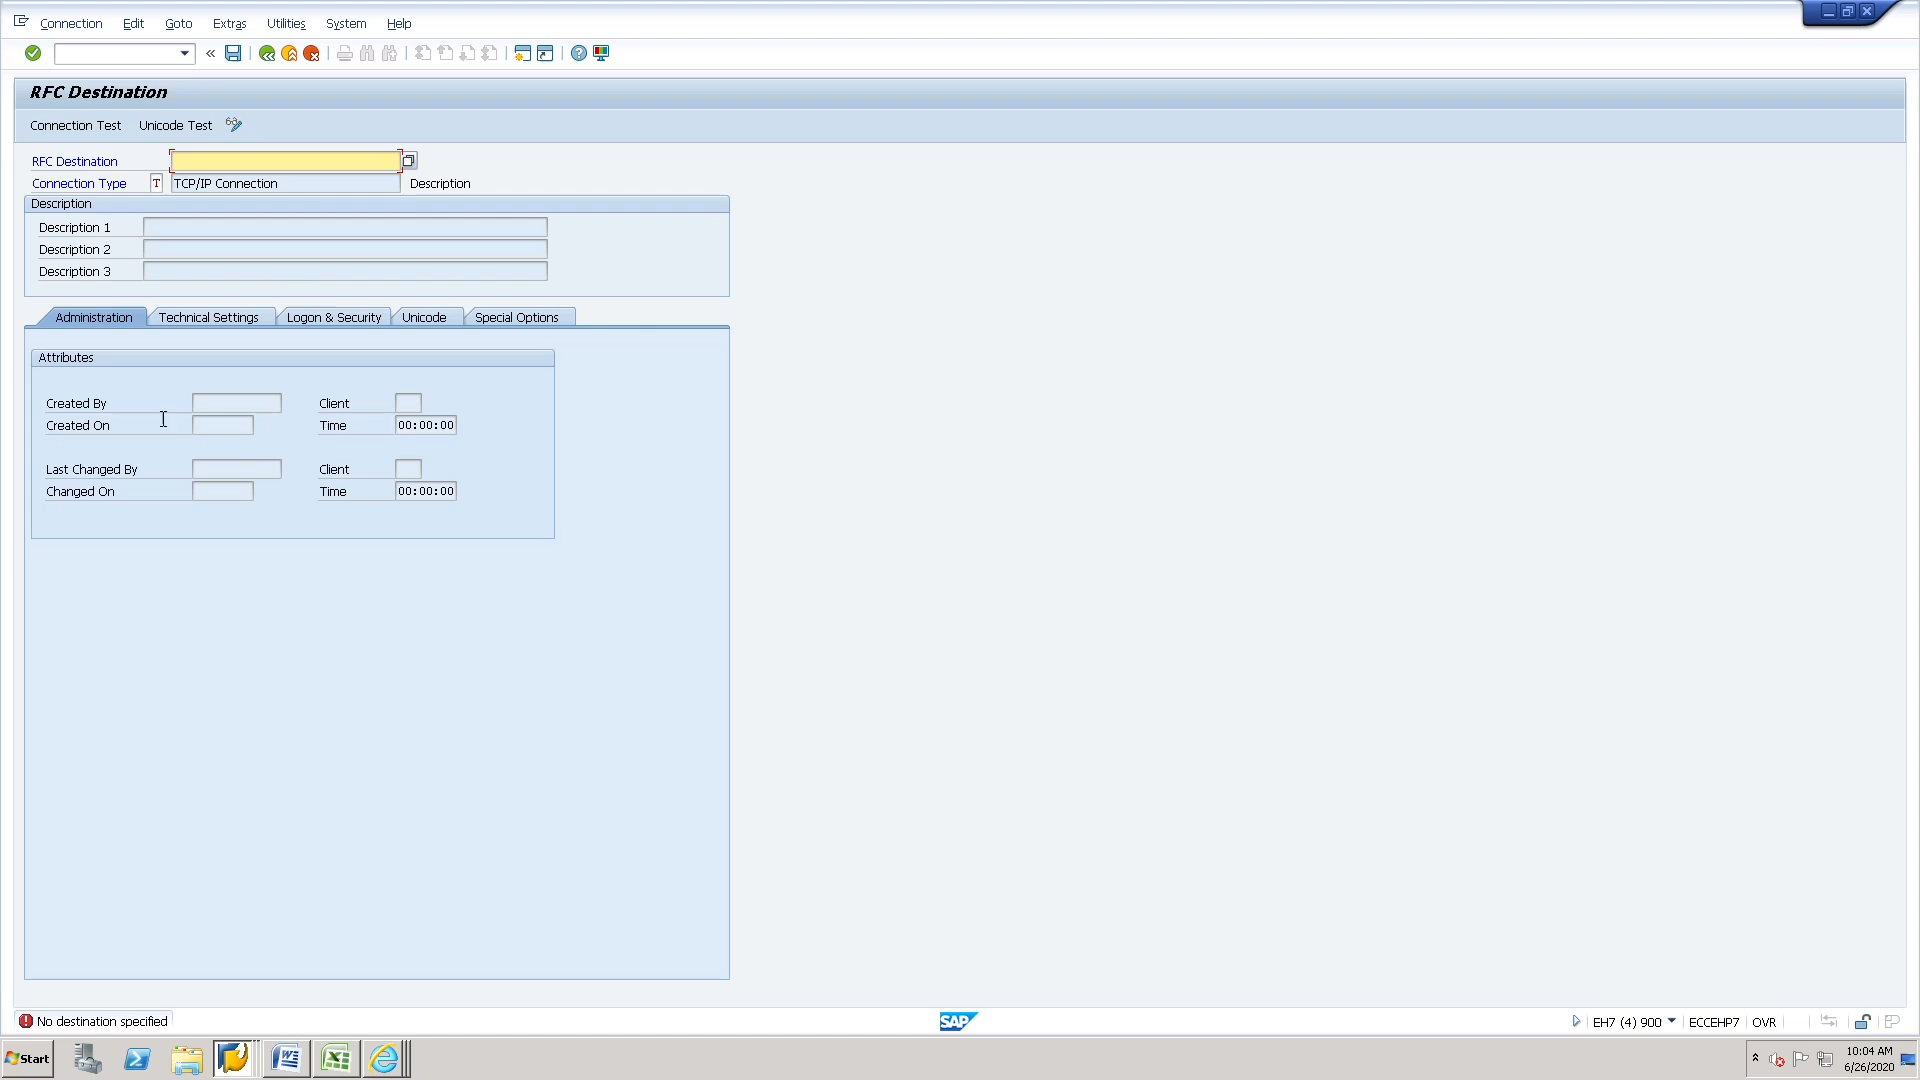 Connection Edit Goto Extras Utilities System Help
RFC Destination
Connection Test Unicode Test
RFC Destination
Connection Type T TCP/IP Connection Description
Description
Description 1
Description 2
Description 3
Administration Technical Settings Logon & Security Unicode Special Options
Attributes
Created By Client
Created On Time 00:00:00
Last Changed By Client
Changed On Time 00:00:00
No destination specified SAP EH7 (4) 900 ECCEHP7 OVR
Start 10:04 AM
6/26/2020